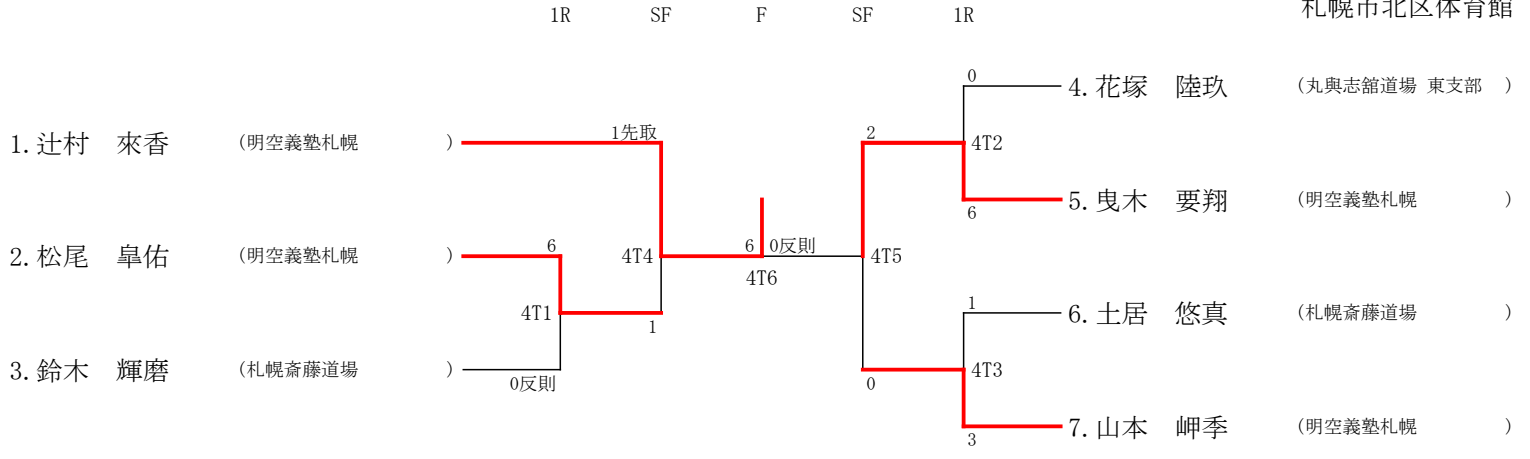 札幌市北区体育館
1R SF F SF 1R
0
4. 花塚 陸玖 (丸與志舘道場 東支部 )
1. 辻村 來香 (明空義塾札幌 )
1先取
2
4T2
5. 曳木 要翔 (明空義塾札幌 )
6
2. 松尾 皐佑 (明空義塾札幌 )
6
4T4
6 0反則
4T5
4T6
4T1
1
1
6. 土居 悠真 (札幌斎藤道場 )
3. 鈴木 輝磨 (札幌斎藤道場 )
0反則
0
4T3
7. 山本 岬季 (明空義塾札幌 )
3